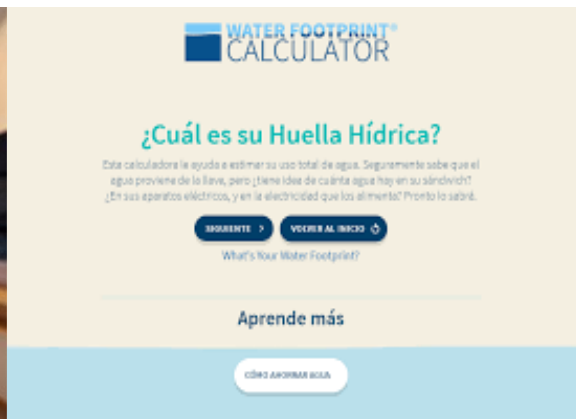 WATER FOOTPRINT®
CALCULATOR
¿Cuál es su Huella Hídrica?
Esta calculadora le ayuda a estimar su uso total de agua. Seguramente sabe que el
agua proviene de la llave, pero ¿tiene idea de cuánta agua hay en su sándwich?
¿En sus aparatos eléctricos, y en la electricidad que los alimenta? Pronto lo sabrá.
SIGUIENTE >
VOLVER AL INICIO
What's Your Water Footprint?
Aprende más
CÓMO AHORRAR AGUA